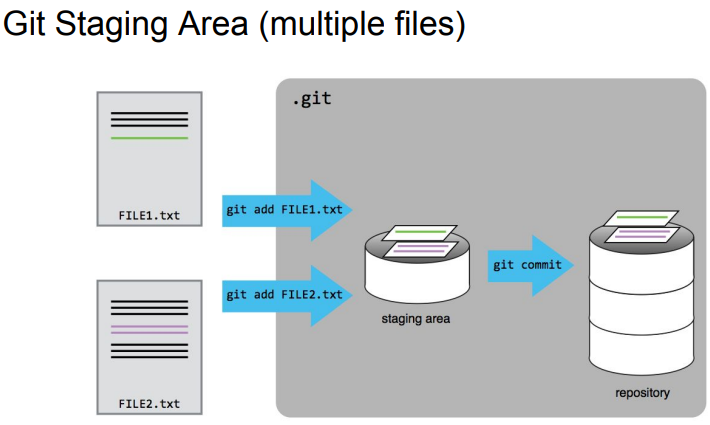 Git Staging Area (multiple files)
.git
FILE1.txt
git add FILE1.txt
git add FILE2.txt
staging area
git commit
repository
FILE2.txt